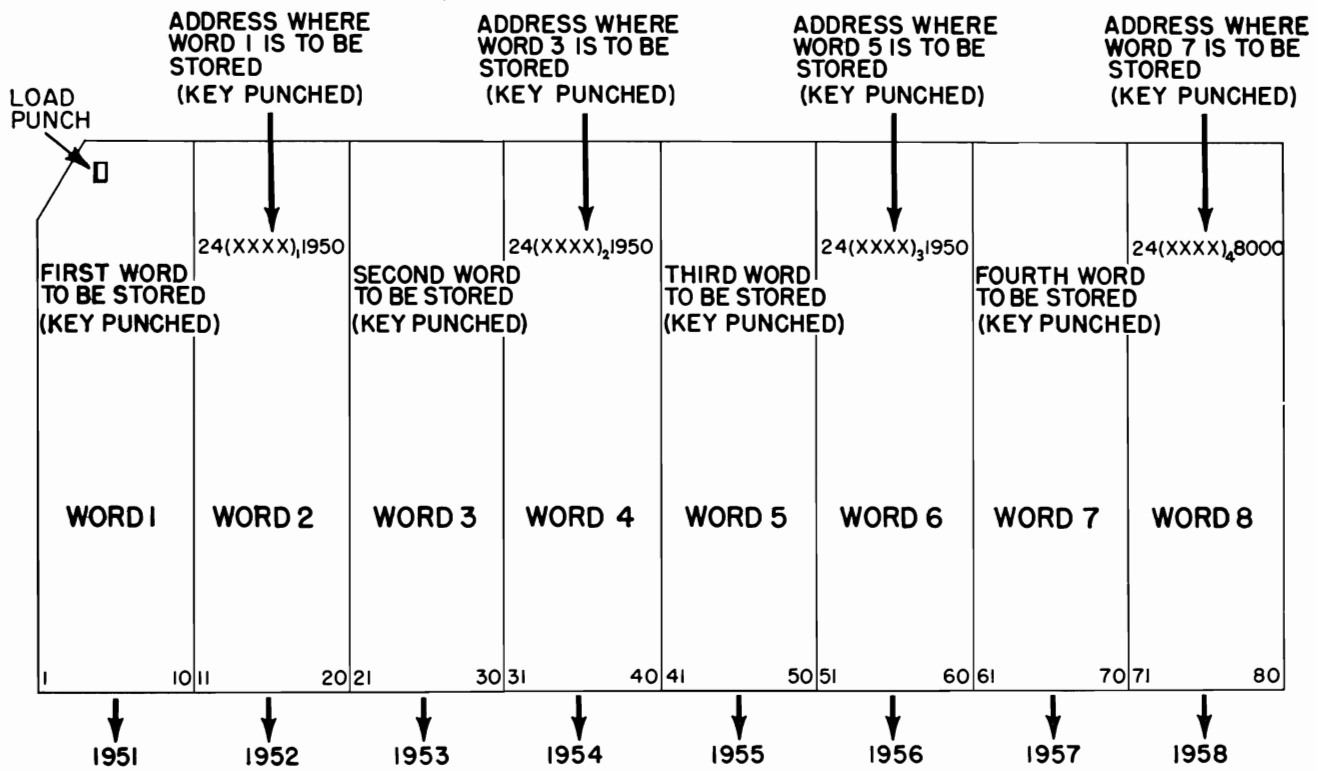 ADDRESS WHERE
WORD 1 IS TO BE
STORED
(KEY PUNCHED)
ADDRESS WHERE
WORD 3 IS TO BE
STORED
(KEY PUNCHED)
ADDRESS WHERE
WORD 5 IS TO BE
STORED
(KEY PUNCHED)
ADDRESS WHERE
WORD 7 IS TO BE
STORED
(KEY PUNCHED)
LOAD
PUNCH
24(XXXX)₁1950
24(XXXX)₂1950
24(XXXX)₃1950
24(XXXX)₄8000
FIRST WORD
TO BE STORED
(KEY PUNCHED)
SECOND WORD
TO BE STORED
(KEY PUNCHED)
THIRD WORD
TO BE STORED
(KEY PUNCHED)
FOURTH WORD
TO BE STORED
(KEY PUNCHED)
WORD 1 WORD 2 WORD 3 WORD 4 WORD 5 WORD 6 WORD 7 WORD 8
1 10 11 20 21 30 31 40 41 50 51 60 61 70 71 80
1951 1952 1953 1954 1955 1956 1957 1958